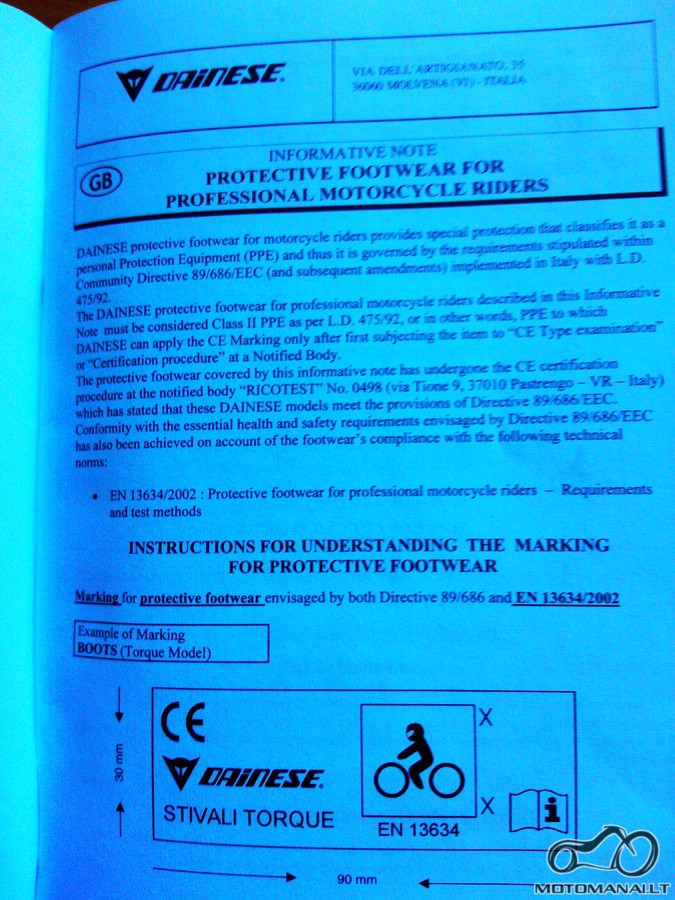 DAINESE®
VIA DELL'ARTIGIANATO, 35
36060 MOLVENA (VI) - ITALIA
GB
INFORMATIVE NOTE
PROTECTIVE FOOTWEAR FOR
PROFESSIONAL MOTORCYCLE RIDERS
DAINESE protective footwear for motorcycle riders provides special protection that classifies it as a
personal Protection Equipment (PPE) and thus it is governed by the requirements stipulated within
Community Directive 89/686/EEC (and subsequent amendments) implemented in Italy with L.D.
475/92.
The DAINESE protective footwear for professional motorcycle riders described in this Informative
Note must be considered Class II PPE as per L.D. 475/92, or in other words, PPE to which
DAINESE can apply the CE Marking only after first subjecting the item to “CE Type examination”
or “Certification procedure” at a Notified Body.
The protective footwear covered by this informative note has undergone the CE certification
procedure at the notified body “RICOTEST” No. 0498 (via Tione 9, 37010 Pastrengo – VR – Italy)
which has stated that these DAINESE models meet the provisions of Directive 89/686/EEC.
Conformity with the essential health and safety requirements envisaged by Directive 89/686/EEC
has also been achieved on account of the footwear's compliance with the following technical
norms:
• EN 13634/2002 : Protective footwear for professional motorcycle riders – Requirements
and test methods
INSTRUCTIONS FOR UNDERSTANDING THE MARKING
FOR PROTECTIVE FOOTWEAR
Marking for protective footwear envisaged by both Directive 89/686 and EN 13634/2002
Example of Marking
BOOTS (Torque Model)
30 mm
CE
DAINESE®
STIVALI TORQUE
X
X
EN 13634
i
90 mm
MOTOMANAI.LT